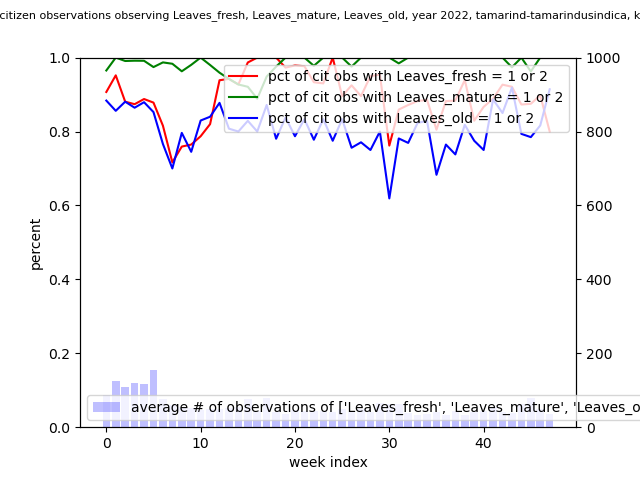 citizen observations observing Leaves_fresh, Leaves_mature, Leaves_old, year 2022, tamarind-tamarindusindica, k
pct of cit obs with Leaves_fresh = 1 or 2
pct of cit obs with Leaves_mature = 1 or 2
pct of cit obs with Leaves_old = 1 or 2
average # of observations of ['Leaves_fresh', 'Leaves_mature', 'Leaves_o
percent
1.0
0.8
0.6
0.4
0.2
0.0
1000
800
600
400
200
0
0 10 20 30 40
week index